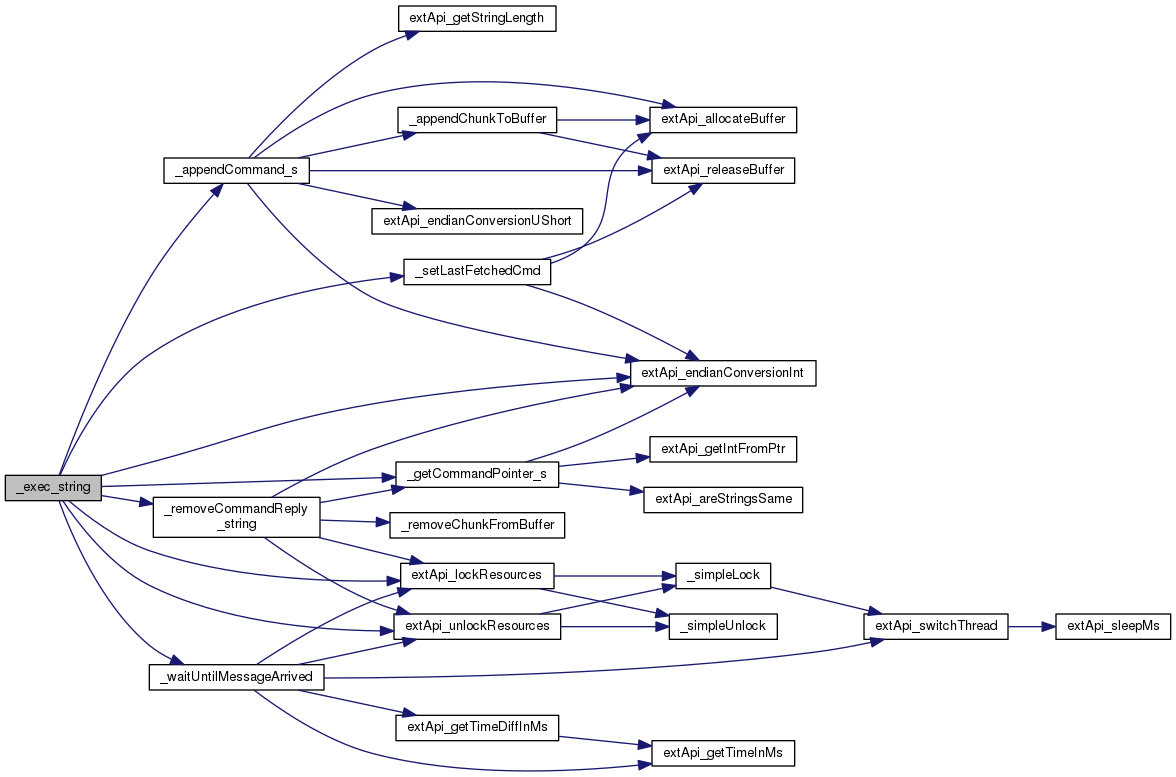 extApi_getStringLength
_appendChunkToBuffer
extApi_allocateBuffer
_appendCommand_s
extApi_releaseBuffer
extApi_endianConversionUShort
_setLastFetchedCmd
extApi_endianConversionInt
extApi_getIntFromPtr
_getCommandPointer_s
_exec_string
extApi_areStringsSame
_removeCommandReply
_string
_removeChunkFromBuffer
extApi_lockResources
_simpleLock
extApi_unlockResources
_simpleUnlock
extApi_switchThread
extApi_sleepMs
_waitUntilMessageArrived
extApi_getTimeDiffInMs
extApi_getTimeInMs